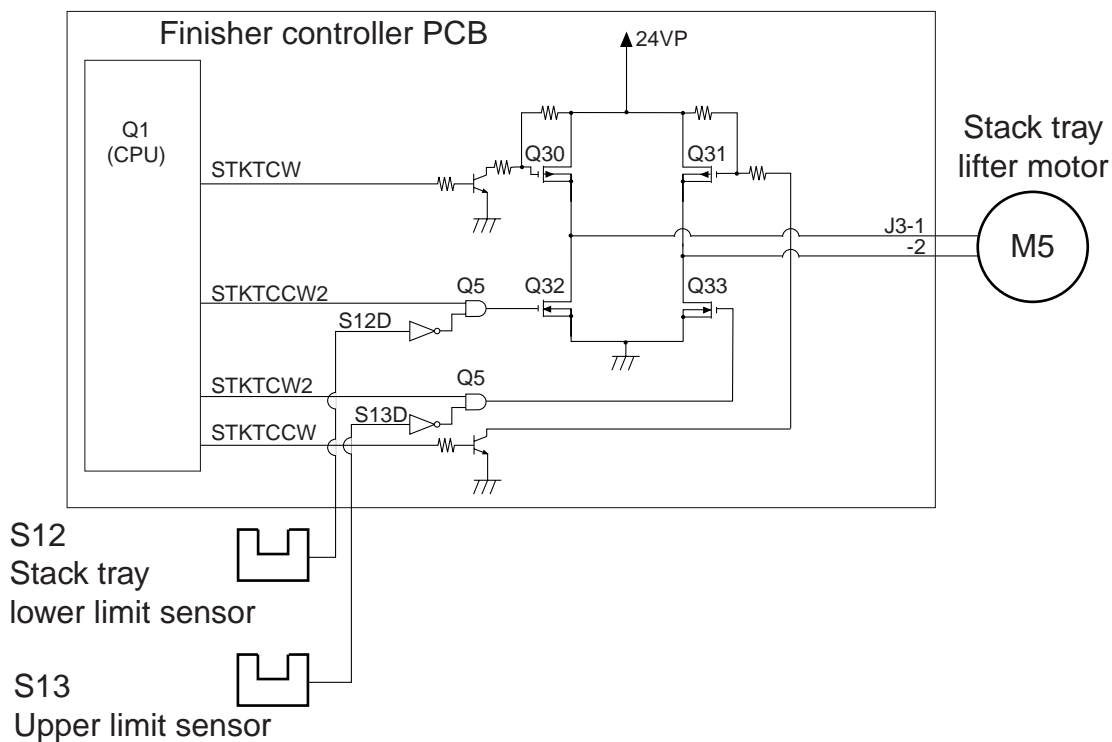 Finisher controller PCB
24VP
Q1
(CPU)
STKTCW
Q30
Q31
Stack tray
lifter motor
J3-1
-2
M5
STKTCCW2
Q5
Q32
Q33
S12D
STKTCW2
Q5
S13D
STKTCCW
S12
Stack tray
lower limit sensor
S13
Upper limit sensor